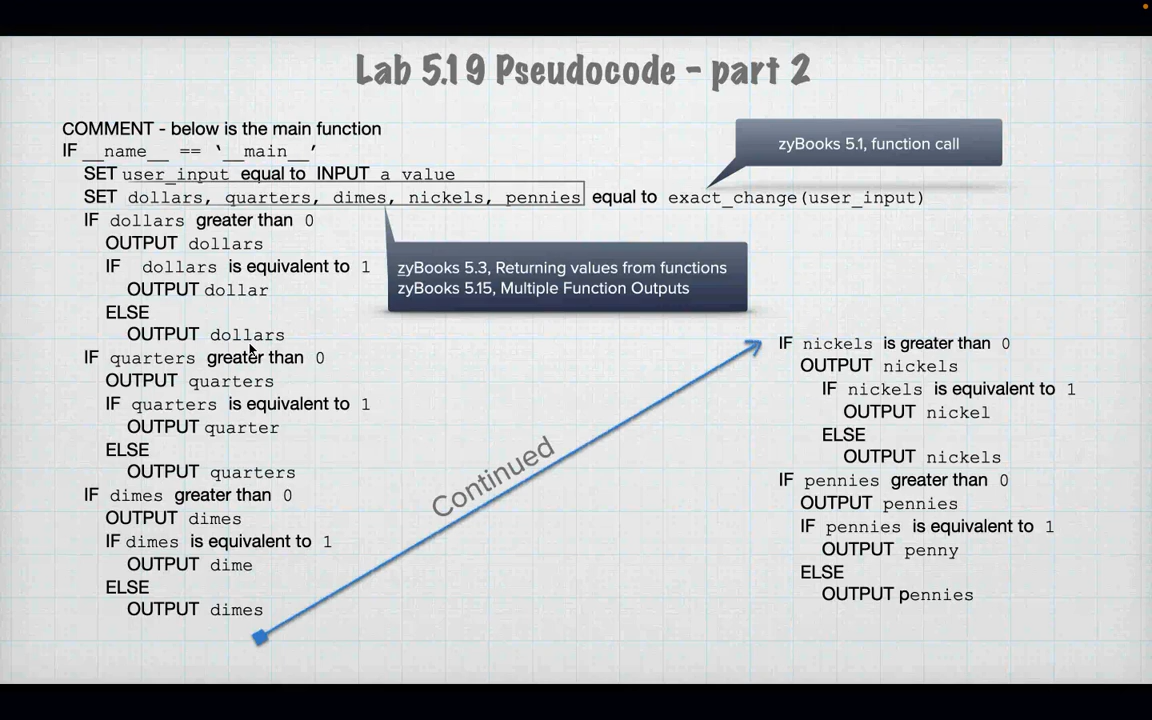 Lab 5.19 Pseudocode - part 2
COMMENT - below is the main function
IF __name__ == ‘__main__’
SET user_input equal to INPUT a value
SET dollars, quarters, dimes, nickels, pennies equal to exact_change(user_input)
zyBooks 5.1, function call
IF dollars greater than 0
OUTPUT dollars
IF dollars is equivalent to 1
OUTPUT dollar
ELSE
OUTPUT dollars
zyBooks 5.3, Returning values from functions
zyBooks 5.15, Multiple Function Outputs
IF quarters greater than 0
OUTPUT quarters
IF quarters is equivalent to 1
OUTPUT quarter
ELSE
OUTPUT quarters
IF dimes greater than 0
OUTPUT dimes
IF dimes is equivalent to 1
OUTPUT dime
ELSE
OUTPUT dimes
Continued
IF nickels is greater than 0
OUTPUT nickels
IF nickels is equivalent to 1
OUTPUT nickel
ELSE
OUTPUT nickels
IF pennies greater than 0
OUTPUT pennies
IF pennies is equivalent to 1
OUTPUT penny
ELSE
OUTPUT pennies